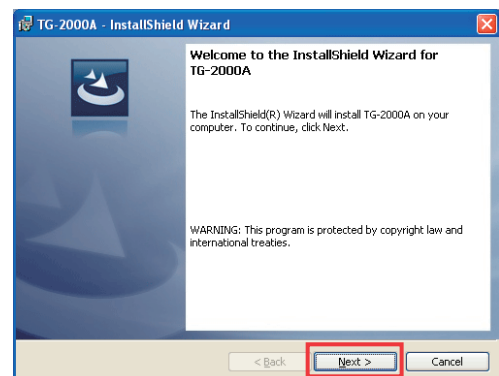 TG-2000A - InstallShield Wizard
Welcome to the InstallShield Wizard for
TG-2000A
The InstallShield(R) Wizard will install TG-2000A on your
computer. To continue, click Next.
WARNING: This program is protected by copyright law and
international treaties.
< Back
Next >
Cancel